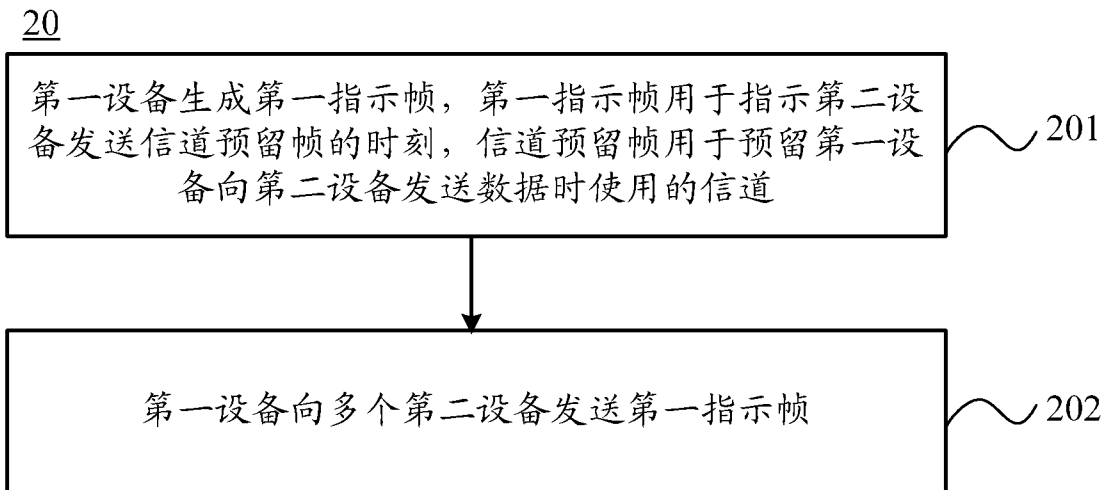 20
第一设备生成第一指示帧，第一指示帧用于指示第二设
备发送信道预留帧的时刻，信道预留帧用于预留第一设
备向第二设备发送数据时使用的信道
201
第一设备向多个第二设备发送第一指示帧
202